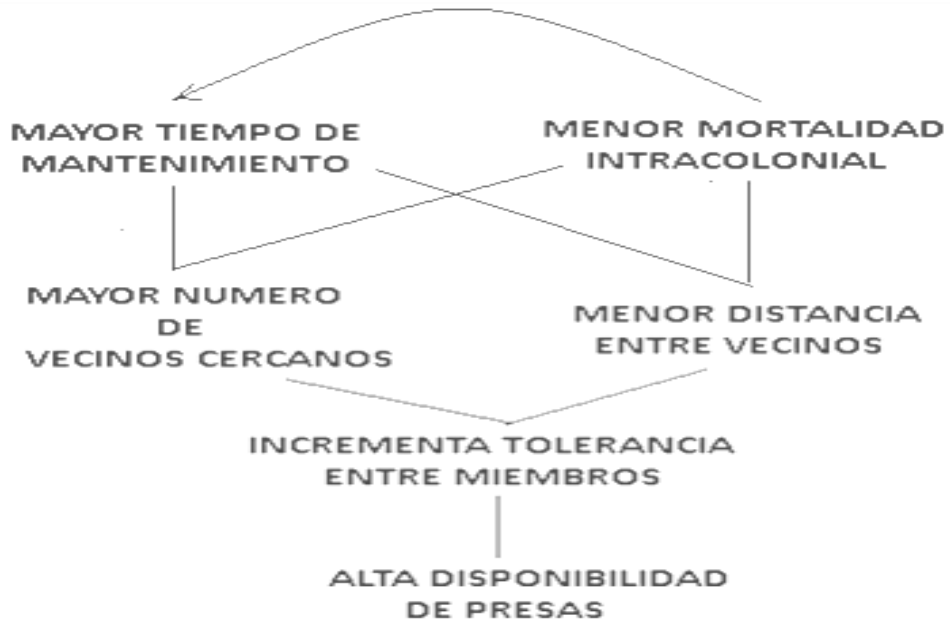 MAYOR TIEMPO DE
MANTENIMIENTO
MENOR MORTALIDAD
INTRACOLONIAL
MAYOR NUMERO
DE
VECINOS CERCANOS
MENOR DISTANCIA
ENTRE VECINOS
INCREMENTA TOLERANCIA
ENTRE MIEMBROS
ALTA DISPONIBILIDAD
DE PRESAS